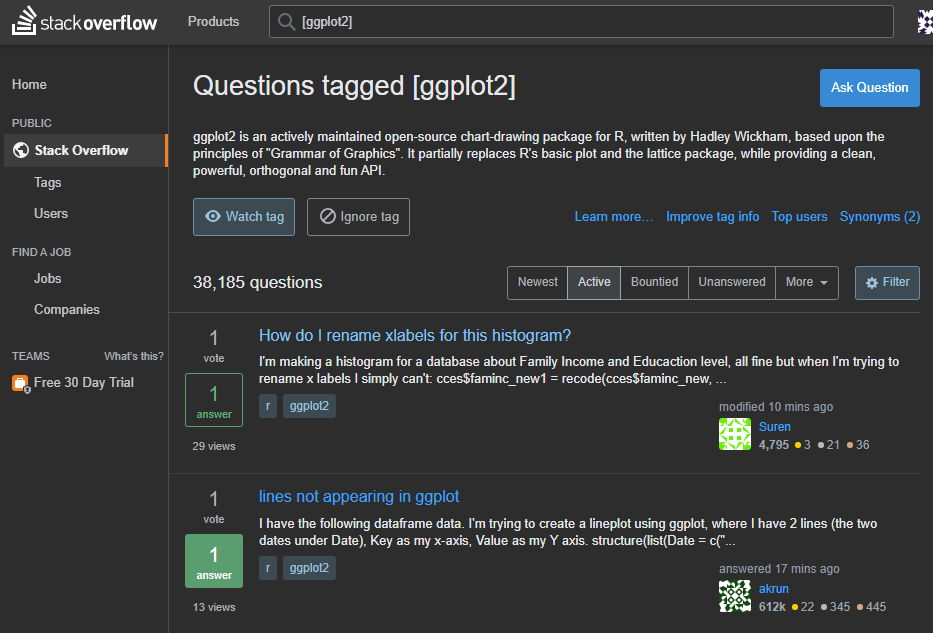 stackoverflow
Products
[ggplot2]
Home
PUBLIC
Stack Overflow
Tags
Users
FIND A JOB
Jobs
Companies
TEAMS
What's this?
Free 30 Day Trial
Questions tagged [ggplot2]
Ask Question
ggplot2 is an actively maintained open-source chart-drawing package for R, written by Hadley Wickham, based upon the
principles of "Grammar of Graphics". It partially replaces R's basic plot and the lattice package, while providing a clean,
powerful, orthogonal and fun API.
Watch tag
Ignore tag
Learn more…
Improve tag info
Top users
Synonyms (2)
38,185 questions
Newest
Active
Bountied
Unanswered
More
Filter
1
vote
1
answer
29 views
How do I rename xlabels for this histogram?
I'm making a histogram for a database about Family Income and Educacction level, all fine but when I'm trying to
rename x labels I simply can't: cces$faminc_new1 = recode(cces$faminc_new, ...
r
ggplot2
modified 10 mins ago
Suren
4,795 3 21 36
1
vote
1
answer
13 views
lines not appearing in ggplot
I have the following dataframe data. I'm trying to create a lineplot using ggplot, where I have 2 lines (the two
dates under Date), Key as my x-axis, Value as my Y axis. structure(list(Date = c("...
r
ggplot2
answered 17 mins ago
akrun
612k 22 345 445